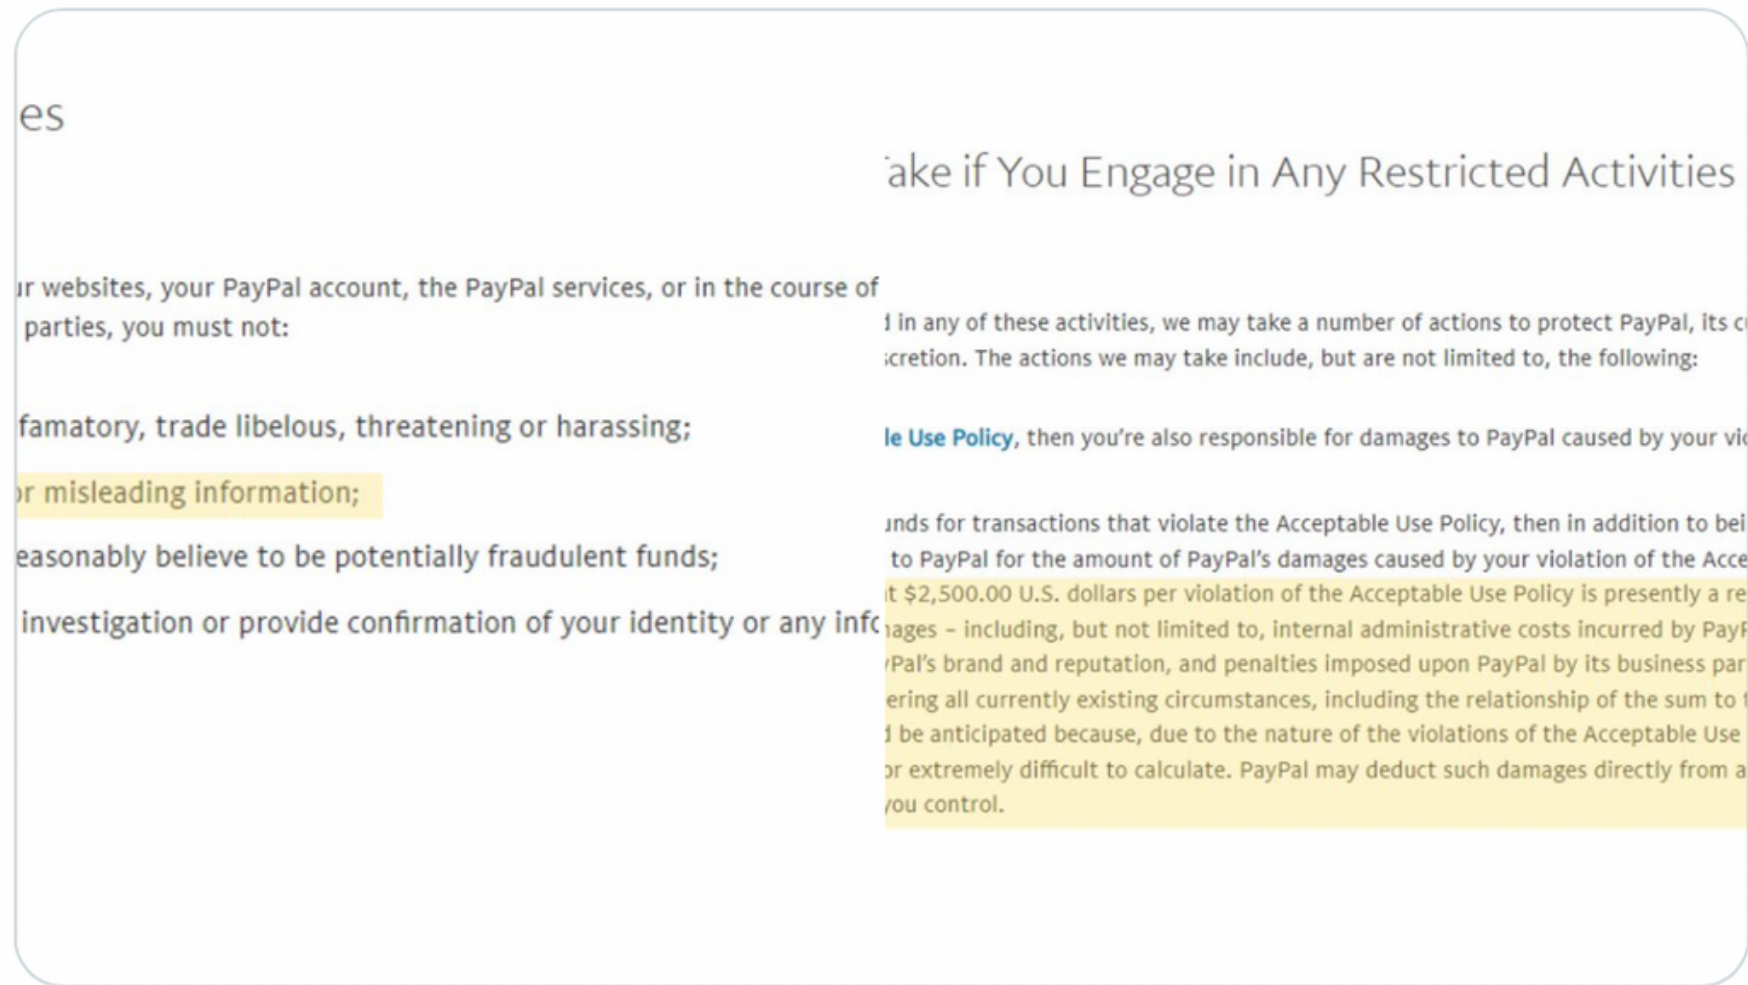 es
ur websites, your PayPal account, the PayPal services, or in the course of
parties, you must not:
famatory, trade libelous, threatening or harassing;
or misleading information;
easonably believe to be potentially fraudulent funds;
investigation or provide confirmation of your identity or any info
Take if You Engage in Any Restricted Activities
d in any of these activities, we may take a number of actions to protect PayPal, its cu
scretion. The actions we may take include, but are not limited to, the following:
le Use Policy, then you're also responsible for damages to PayPal caused by your vio
unds for transactions that violate the Acceptable Use Policy, then in addition to bei
to PayPal for the amount of PayPal's damages caused by your violation of the Acce
t $2,500.00 U.S. dollars per violation of the Acceptable Use Policy is presently a re
nages – including, but not limited to, internal administrative costs incurred by PayP
yPal's brand and reputation, and penalties imposed upon PayPal by its business par
ering all currently existing circumstances, including the relationship of the sum to t
d be anticipated because, due to the nature of the violations of the Acceptable Use
or extremely difficult to calculate. PayPal may deduct such damages directly from a
you control.